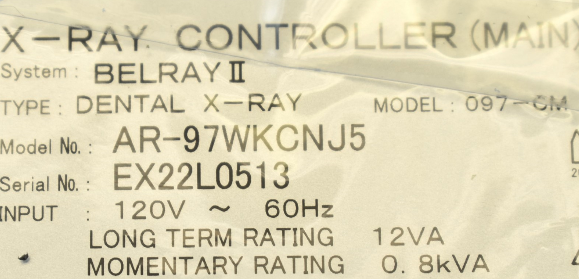 X-RAY. CONTROLLER (MAIN)
System : BELRAY II
TYPE : DENTAL X-RAY MODEL : 097-CM
Model No. : AR-97WKCNJ5
Serial No. : EX22L0513
INPUT : 120V ~ 60Hz
LONG TERM RATING 12VA
MOMENTARY RATING 0.8kVA